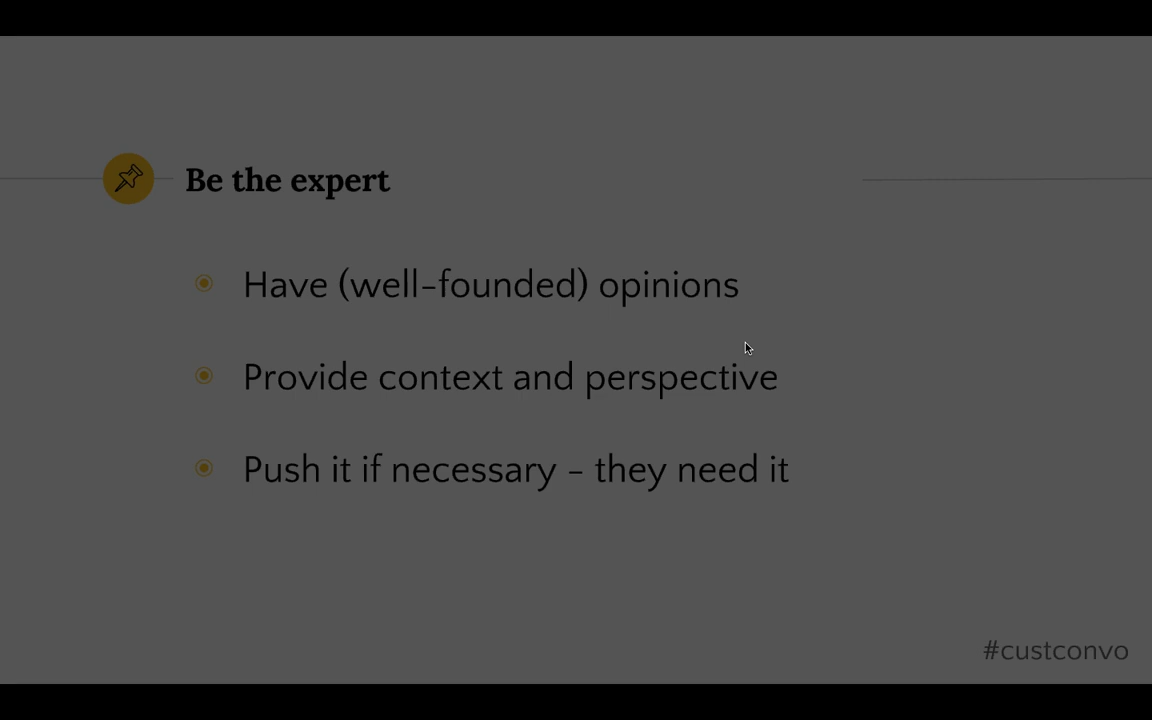 Be the expert
Have (well-founded) opinions
Provide context and perspective
Push it if necessary – they need it
#custconvo